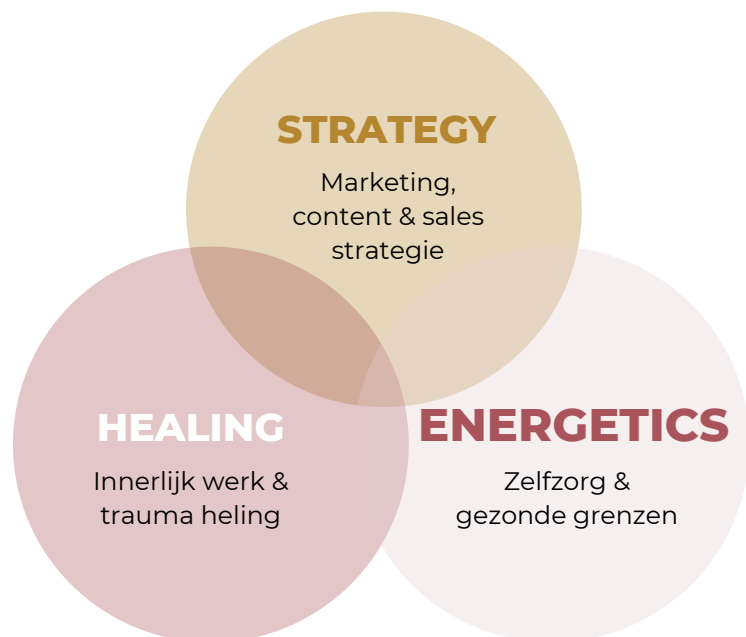 STRATEGY
Marketing,
content & sales
strategie
HEALING
Innerlijk werk &
trauma heling
ENERGETICS
Zelfzorg &
gezonde grenzen